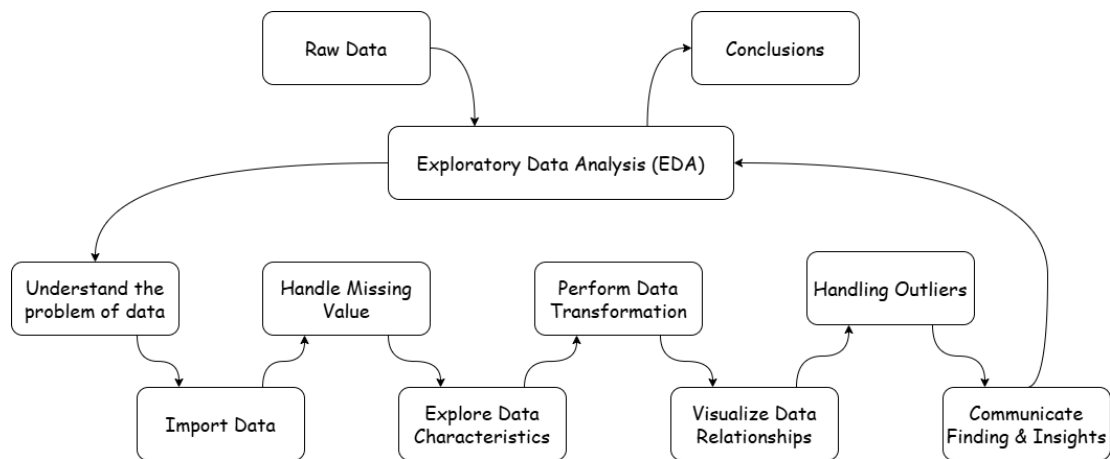 Raw Data
Conclusions
Exploratory Data Analysis (EDA)
Understand the
problem of data
Import Data
Handle Missing
Value
Explore Data
Characteristics
Perform Data
Transformation
Visualize Data
Relationships
Handling Outliers
Communicate
Finding & Insights